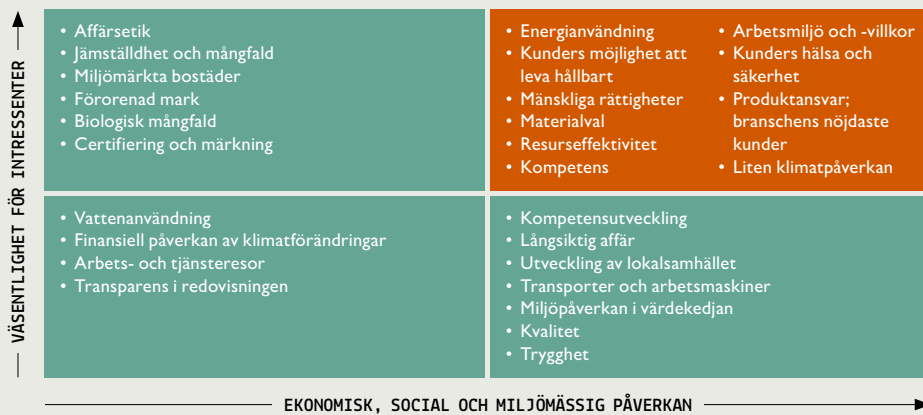 VÄSENTLIGHET FÖR INTRESSENTER
• Affärsetik
• Jämställdhet och mångfald
• Miljömärkta bostäder
• Förorenad mark
• Biologisk mångfald
• Certifiering och märkning
• Energianvändning
• Kunders möjlighet att
leva hållbart
• Mänskliga rättigheter
• Materialval
• Resurseffektivitet
• Kompetens
• Arbetsmiljö och -villkor
• Kunders hälsa och
säkerhet
• Produktansvar;
branschens nöjdaste
kunder
• Liten klimatpåverkan
• Vattenanvändning
• Finansiell påverkan av klimatförändringar
• Arbets- och tjänsteresor
• Transparens i redovisningen
• Kompetensutveckling
• Långsiktig affär
• Utveckling av lokalsamhället
• Transporter och arbetsmaskiner
• Miljöpåverkan i värdekedjan
• Kvalitet
• Trygghet
EKONOMISK, SOCIAL OCH MILJÖMÄSSIG PÅVERKAN